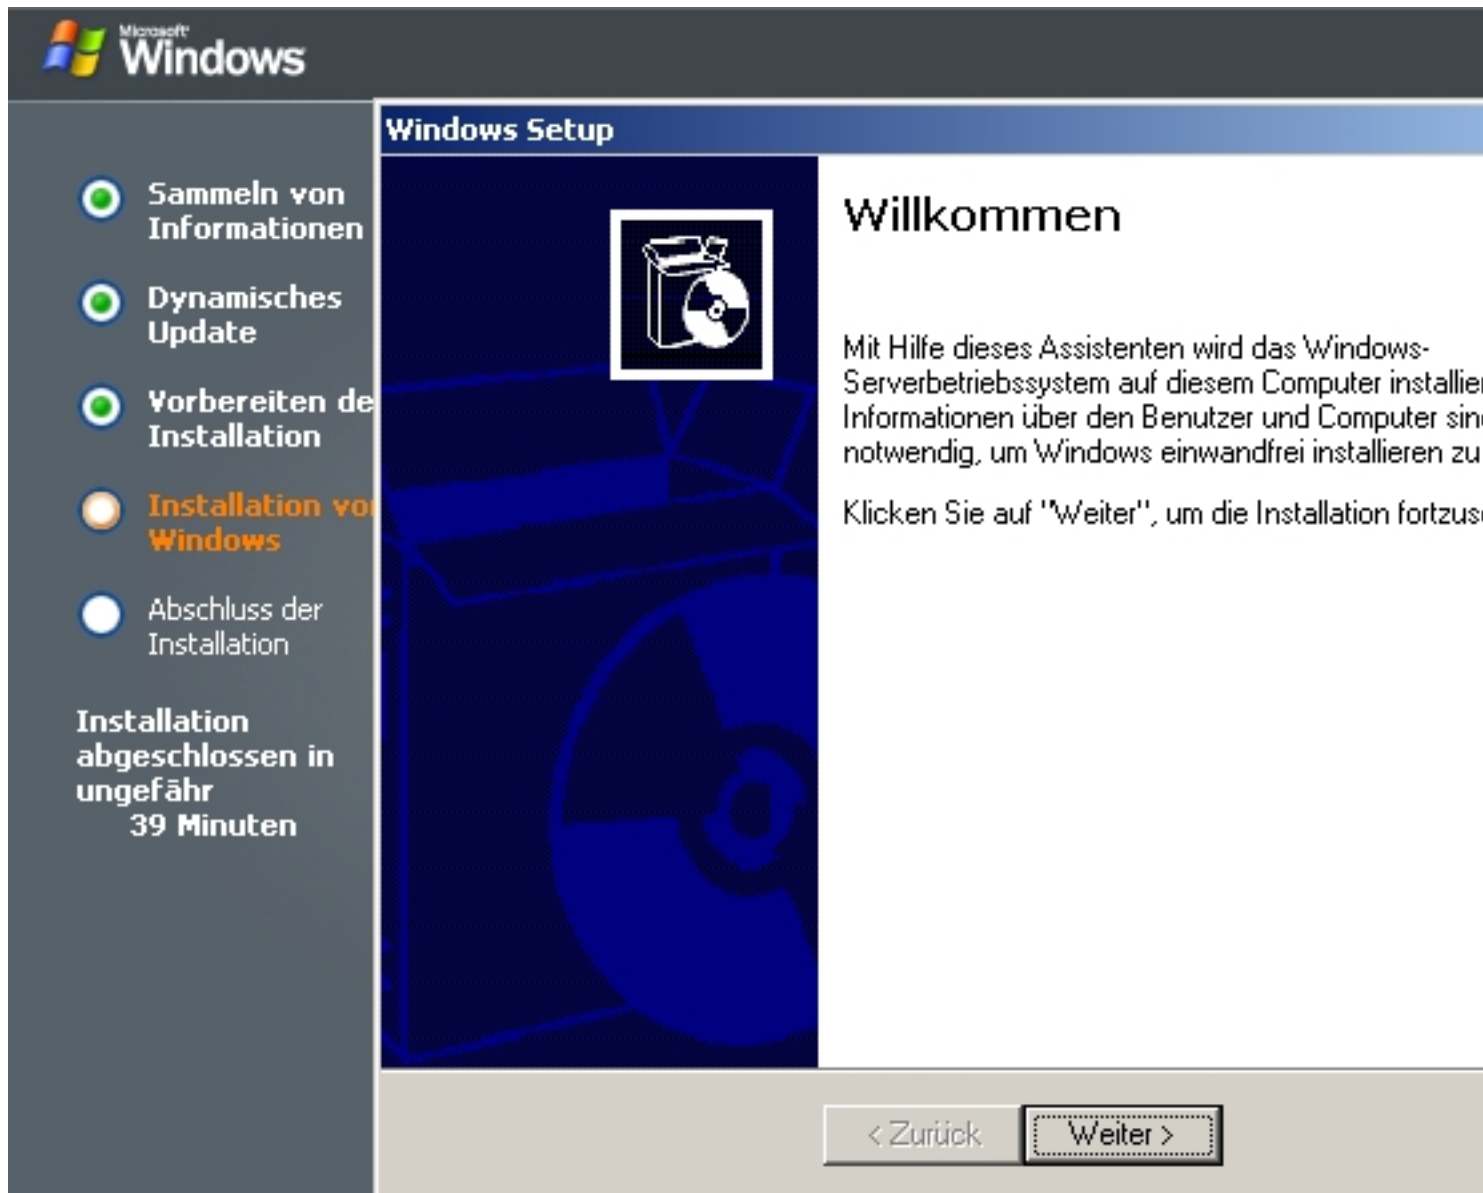 Microsoft
Windows
Windows Setup
Sammeln von
Informationen
Dynamisches
Update
Vorbereiten de
Installation
Installation vo
Windows
Abschluss der
Installation
Installation
abgeschlossen in
ungefähr
39 Minuten
Willkommen
Mit Hilfe dieses Assistenten wird das Windows-
Serverbetriebssystem auf diesem Computer installie
Informationen über den Benutzer und Computer sin
notwendig, um Windows einwandfrei installieren zu
Klicken Sie auf "Weiter", um die Installation fortzus
< Zurück
Weiter >